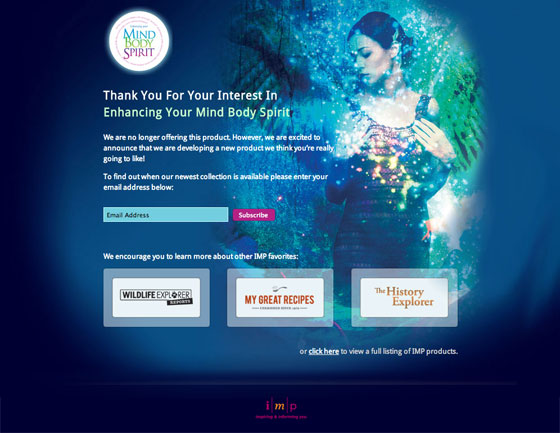 MIND
BODY
SPIRIT
Thank You For Your Interest In
Enhancing Your Mind Body Spirit
We are no longer offering this product. However, we are excited to
announce that we are developing a new product we think you're really
going to like!
To find out when our newest collection is available please enter your
email address below:
Email Address
Subscribe
We encourage you to learn more about other IMP favorites:
WILDLIFE EXPLORER
REPORTS
MY GREAT RECIPES
The History
Explorer
or click here to view a full listing of IMP products.
i|m|p